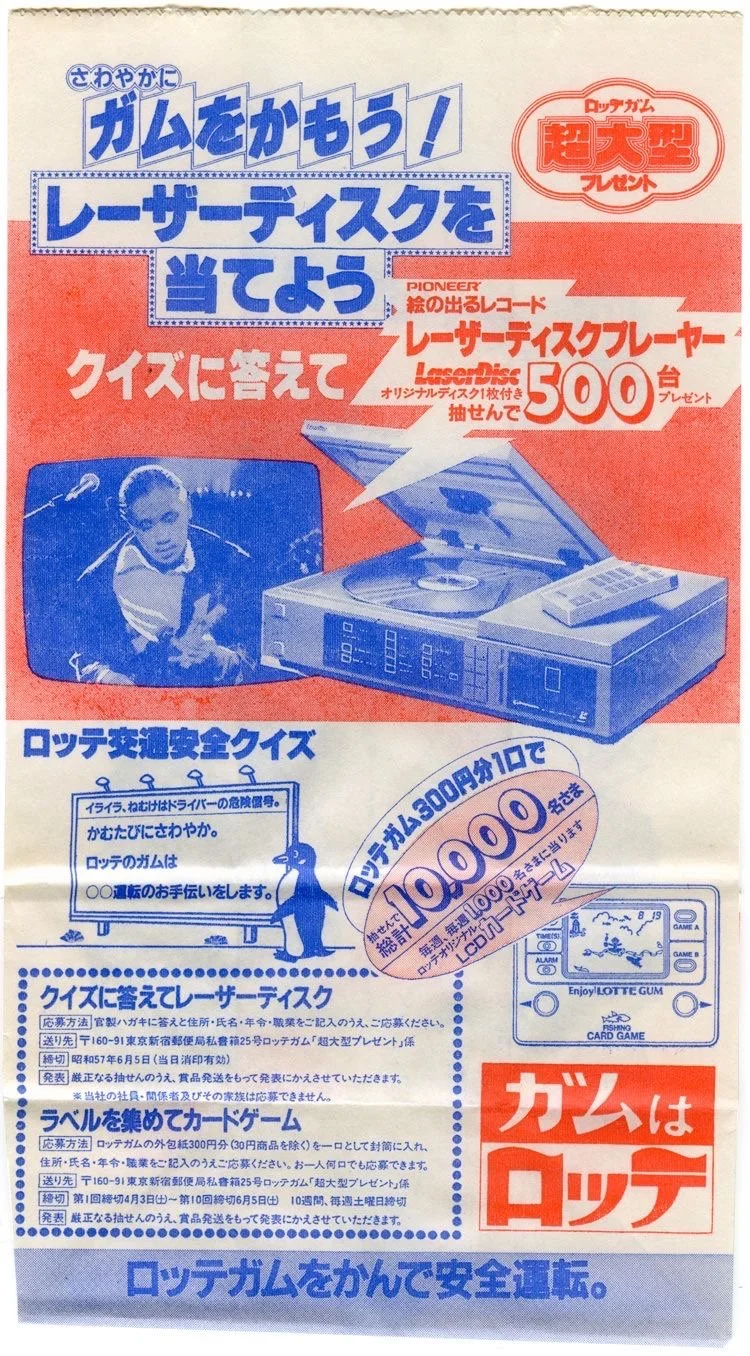 さわやかに
ガムをかもう!
レーザーディスクを
当てよう
ロッテガム
超大型
プレゼント
PIONEER
絵の出るレコード
レーザーディスクプレーヤー
LaserDisc
オリジナルディスク1枚付き
抽せんで
500台
プレゼント
クイズに答えて
ロッテ交通安全クイズ
イライラ、ねむけはドライバーの危険信号。
かむたびにさわやか。
ロッテのガムは
○○運転のお手伝いをします。
ロッテガム300円分1口で
抽せんで
総計10,000名さま
毎週、毎週1,000名さまに当ります
ロッテオリジナル
LCDカードゲーム
8 19
TIME(S)
ALARM
GAME A
GAME B
Enjoy! LOTTE GUM
FISHING
CARD GAME
クイズに答えてレーザーディスク
応募方法 官製ハガキに答えと住所・氏名・年令・職業をご記入のうえ、ご応募ください。
送り先 〒160-91 東京新宿郵便局私書箱25号ロッテガム「超大型プレゼント」係
締切 昭和57年6月5日(当日消印有効)
発表 厳正なる抽せんのうえ、賞品発送をもって発表にかえさせていただきます。
※当社の社員・関係者及びその家族は応募できません。
ラベルを集めてカードゲーム
応募方法 ロッテガムの外包紙300円分(30円商品を除く)を一口として封筒に入れ、
住所・氏名・年令・職業をご記入のうえご応募ください。お一人何口でも応募できます。
送り先 〒160-91 東京新宿郵便局私書箱25号ロッテガム「超大型プレゼント」係
締切 第1回締切4月3日(土)~第10回締切6月5日(土) 10週間、毎週土曜日締切
発表 厳正なる抽せんのうえ、賞品発送をもって発表にかえさせていただきます。
ガムは
ロッテ
ロッテガムをかんで安全運転。